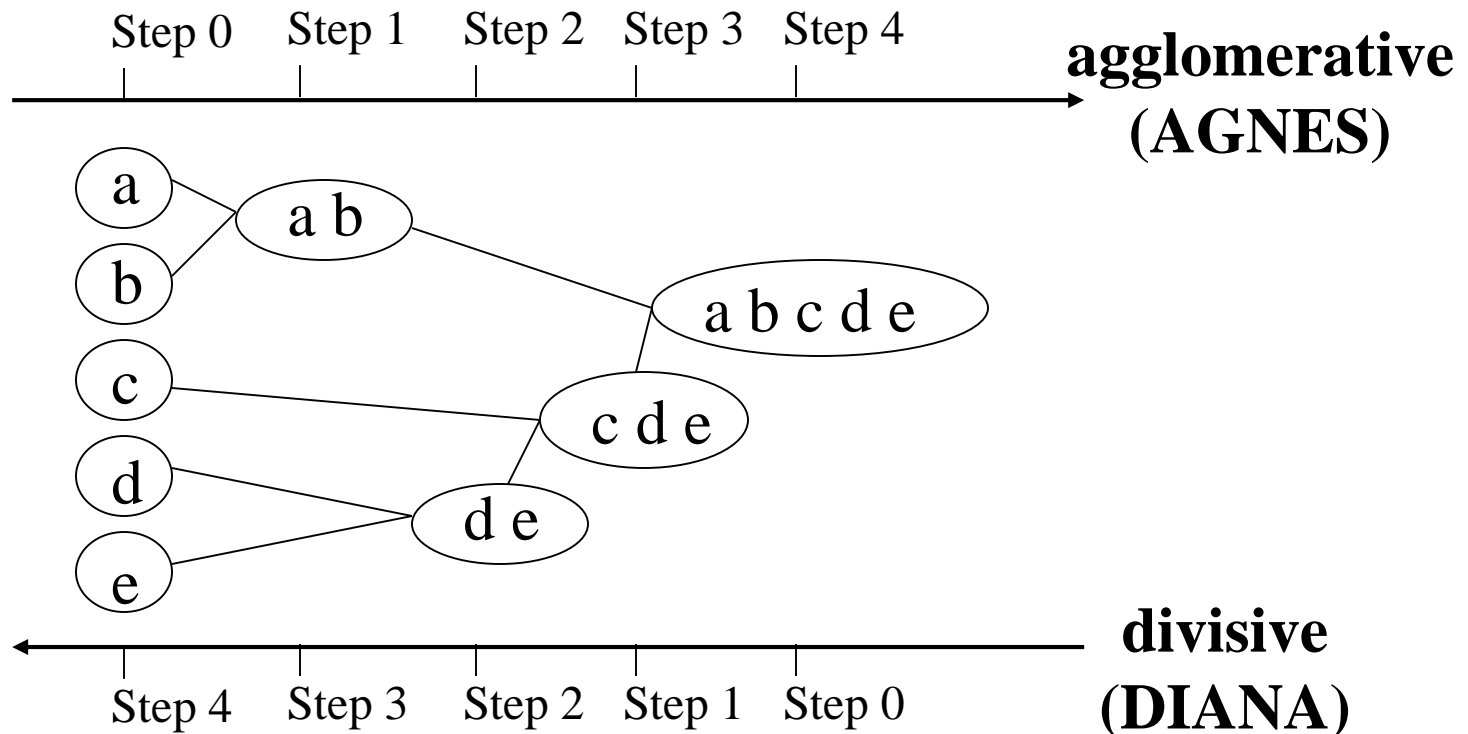 Step 0 Step 1 Step 2 Step 3 Step 4
agglomerative
(AGNES)
a
a b
b
a b c d e
c
c d e
d
d e
e
divisive
(DIANA)
Step 4 Step 3 Step 2 Step 1 Step 0